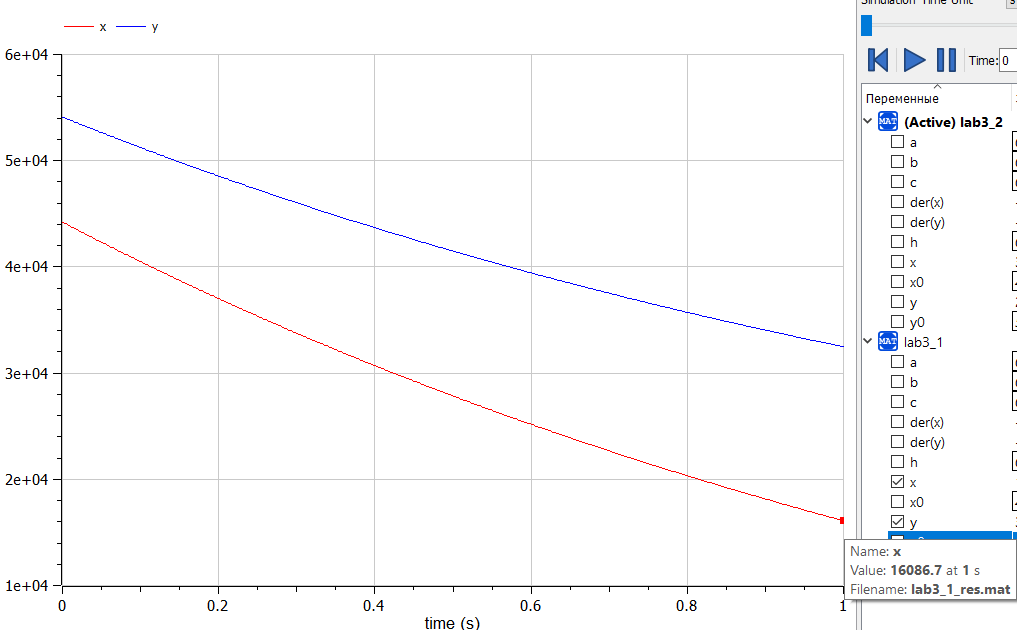 Simulation Time Unit
x y
6e+04
5e+04
4e+04
3e+04
2e+04
1e+04
0 0.2 0.4 0.6 0.8 1
time (s)
Time: 0
Переменные
MAT (Active) lab3_2
a
b
c
der(x)
der(y)
h
x
x0
y
y0
MAT lab3_1
a
b
c
der(x)
der(y)
h
x
x0
y
Name: x
Value: 16086.7 at 1 s
Filename: lab3_1_res.mat